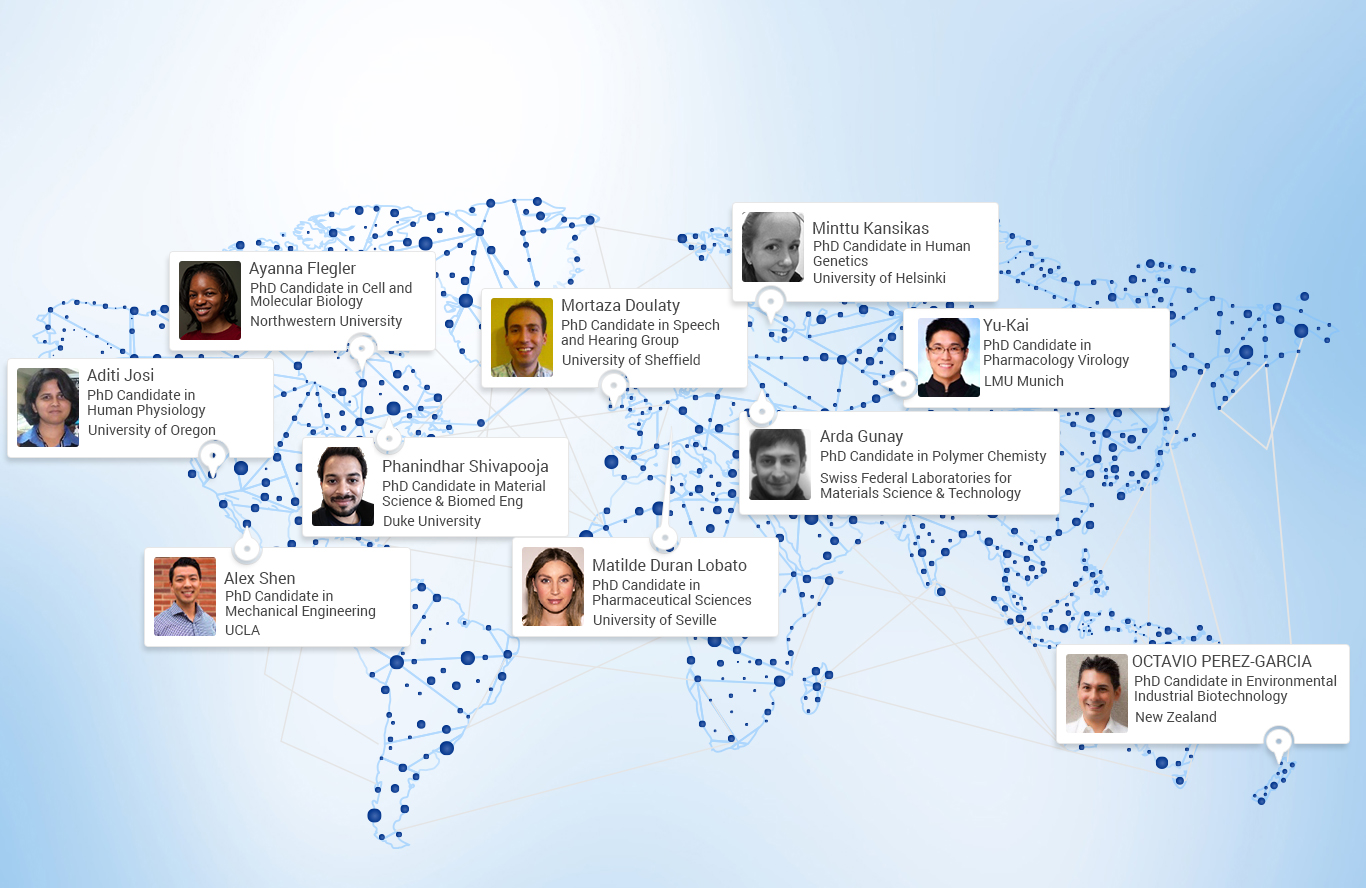 Minttu Kansikas
PhD Candidate in Human
Genetics
University of Helsinki
Ayanna Flegler
PhD Candidate in Cell and
Molecular Biology
Northwestern University
Mortaza Doulaty
PhD Candidate in Speech
and Hearing Group
University of Sheffield
Yu-Kai
PhD Candidate in
Pharmacology Virology
LMU Munich
Aditi Josi
PhD Candidate in
Human Physiology
University of Oregon
Arda Gunay
PhD Candidate in Polymer Chemisty
Swiss Federal Laboratories for
Materials Science & Technology
Phanindhar Shivapooja
PhD Candidate in Material
Science & Biomed Eng
Duke University
Matilde Duran Lobato
PhD Candidate in
Pharmaceutical Sciences
University of Seville
Alex Shen
PhD Candidate in
Mechanical Engineering
UCLA
OCTAVIO PEREZ-GARCIA
PhD Candidate in Environmental
Industrial Biotechnology
New Zealand